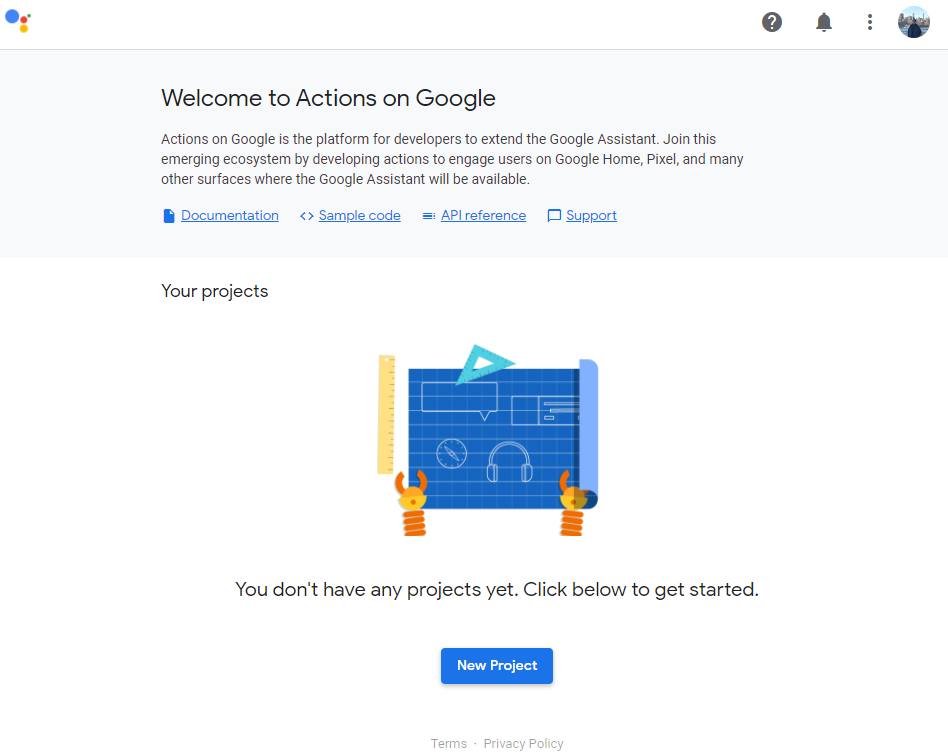 Welcome to Actions on Google
Actions on Google is the platform for developers to extend the Google Assistant. Join this
emerging ecosystem by developing actions to engage users on Google Home, Pixel, and many
other surfaces where the Google Assistant will be available.
Documentation Sample code API reference Support
Your projects
You don't have any projects yet. Click below to get started.
New Project
Terms · Privacy Policy